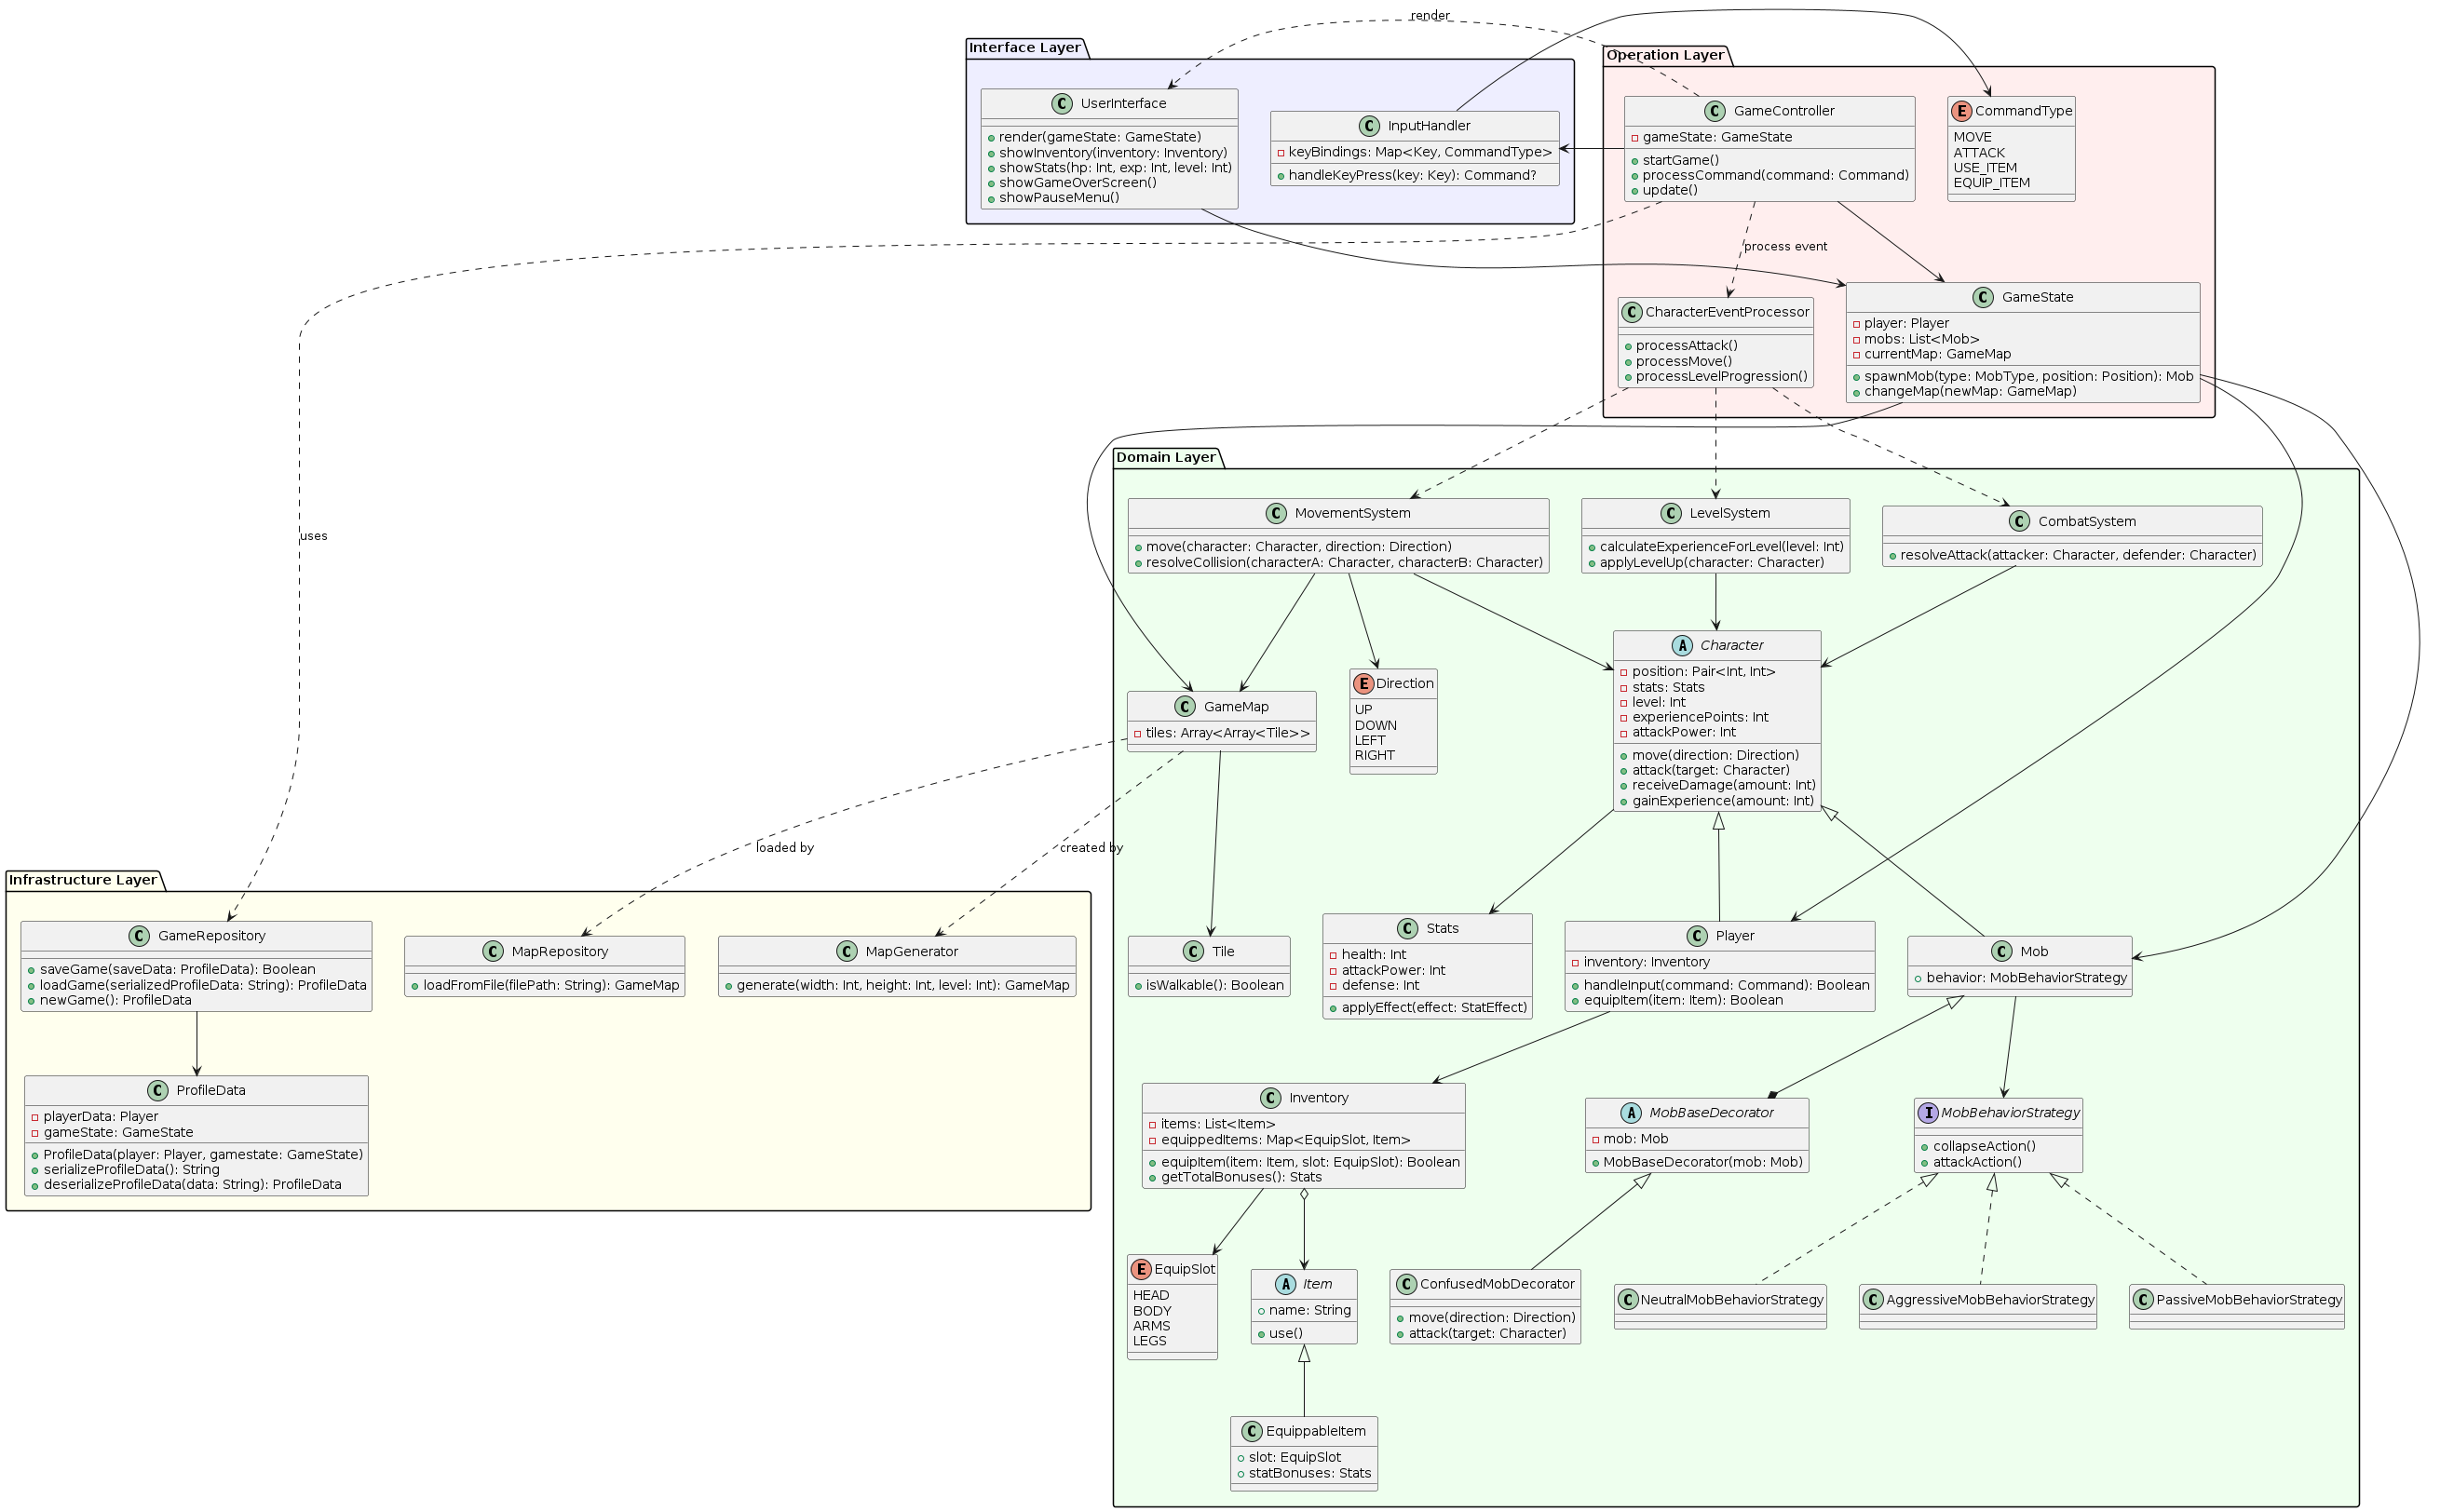 render
Interface Layer
Operation Layer
C UserInterface
render(gameState: GameState)
showInventory(inventory: Inventory)
showStats(hp: Int, exp: Int, level: Int)
showGameOverScreen()
showPauseMenu()
C InputHandler
keyBindings: Map<Key, CommandType>
handleKeyPress(key: Key): Command?
C GameController
gameState: GameState
startGame()
processCommand(command: Command)
update()
E CommandType
MOVE
ATTACK
USE_ITEM
EQUIP_ITEM
process event
C CharacterEventProcessor
processAttack()
processMove()
processLevelProgression()
C GameState
player: Player
mobs: List<Mob>
currentMap: GameMap
spawnMob(type: MobType, position: Position): Mob
changeMap(newMap: GameMap)
uses
Domain Layer
C MovementSystem
move(character: Character, direction: Direction)
resolveCollision(characterA: Character, characterB: Character)
C LevelSystem
calculateExperienceForLevel(level: Int)
applyLevelUp(character: Character)
C CombatSystem
resolveAttack(attacker: Character, defender: Character)
C GameMap
tiles: Array<Array<Tile>>
E Direction
UP
DOWN
LEFT
RIGHT
A Character
position: Pair<Int, Int>
stats: Stats
level: Int
experiencePoints: Int
attackPower: Int
move(direction: Direction)
attack(target: Character)
receiveDamage(amount: Int)
gainExperience(amount: Int)
loaded by
created by
Infrastructure Layer
C GameRepository
saveGame(saveData: ProfileData): Boolean
loadGame(serializedProfileData: String): ProfileData
newGame(): ProfileData
C MapRepository
loadFromFile(filePath: String): GameMap
C MapGenerator
generate(width: Int, height: Int, level: Int): GameMap
C Tile
isWalkable(): Boolean
C Stats
health: Int
attackPower: Int
defense: Int
applyEffect(effect: StatEffect)
C Player
inventory: Inventory
handleInput(command: Command): Boolean
equipItem(item: Item): Boolean
C Mob
behavior: MobBehaviorStrategy
C ProfileData
playerData: Player
gameState: GameState
ProfileData(player: Player, gamestate: GameState)
serializeProfileData(): String
deserializeProfileData(data: String): ProfileData
C Inventory
items: List<Item>
equippedItems: Map<EquipSlot, Item>
equipItem(item: Item, slot: EquipSlot): Boolean
getTotalBonuses(): Stats
A MobBaseDecorator
mob: Mob
MobBaseDecorator(mob: Mob)
I MobBehaviorStrategy
collapseAction()
attackAction()
E EquipSlot
HEAD
BODY
ARMS
LEGS
A Item
name: String
use()
C ConfusedMobDecorator
move(direction: Direction)
attack(target: Character)
C NeutralMobBehaviorStrategy
C AggressiveMobBehaviorStrategy
C PassiveMobBehaviorStrategy
C EquippableItem
slot: EquipSlot
statBonuses: Stats